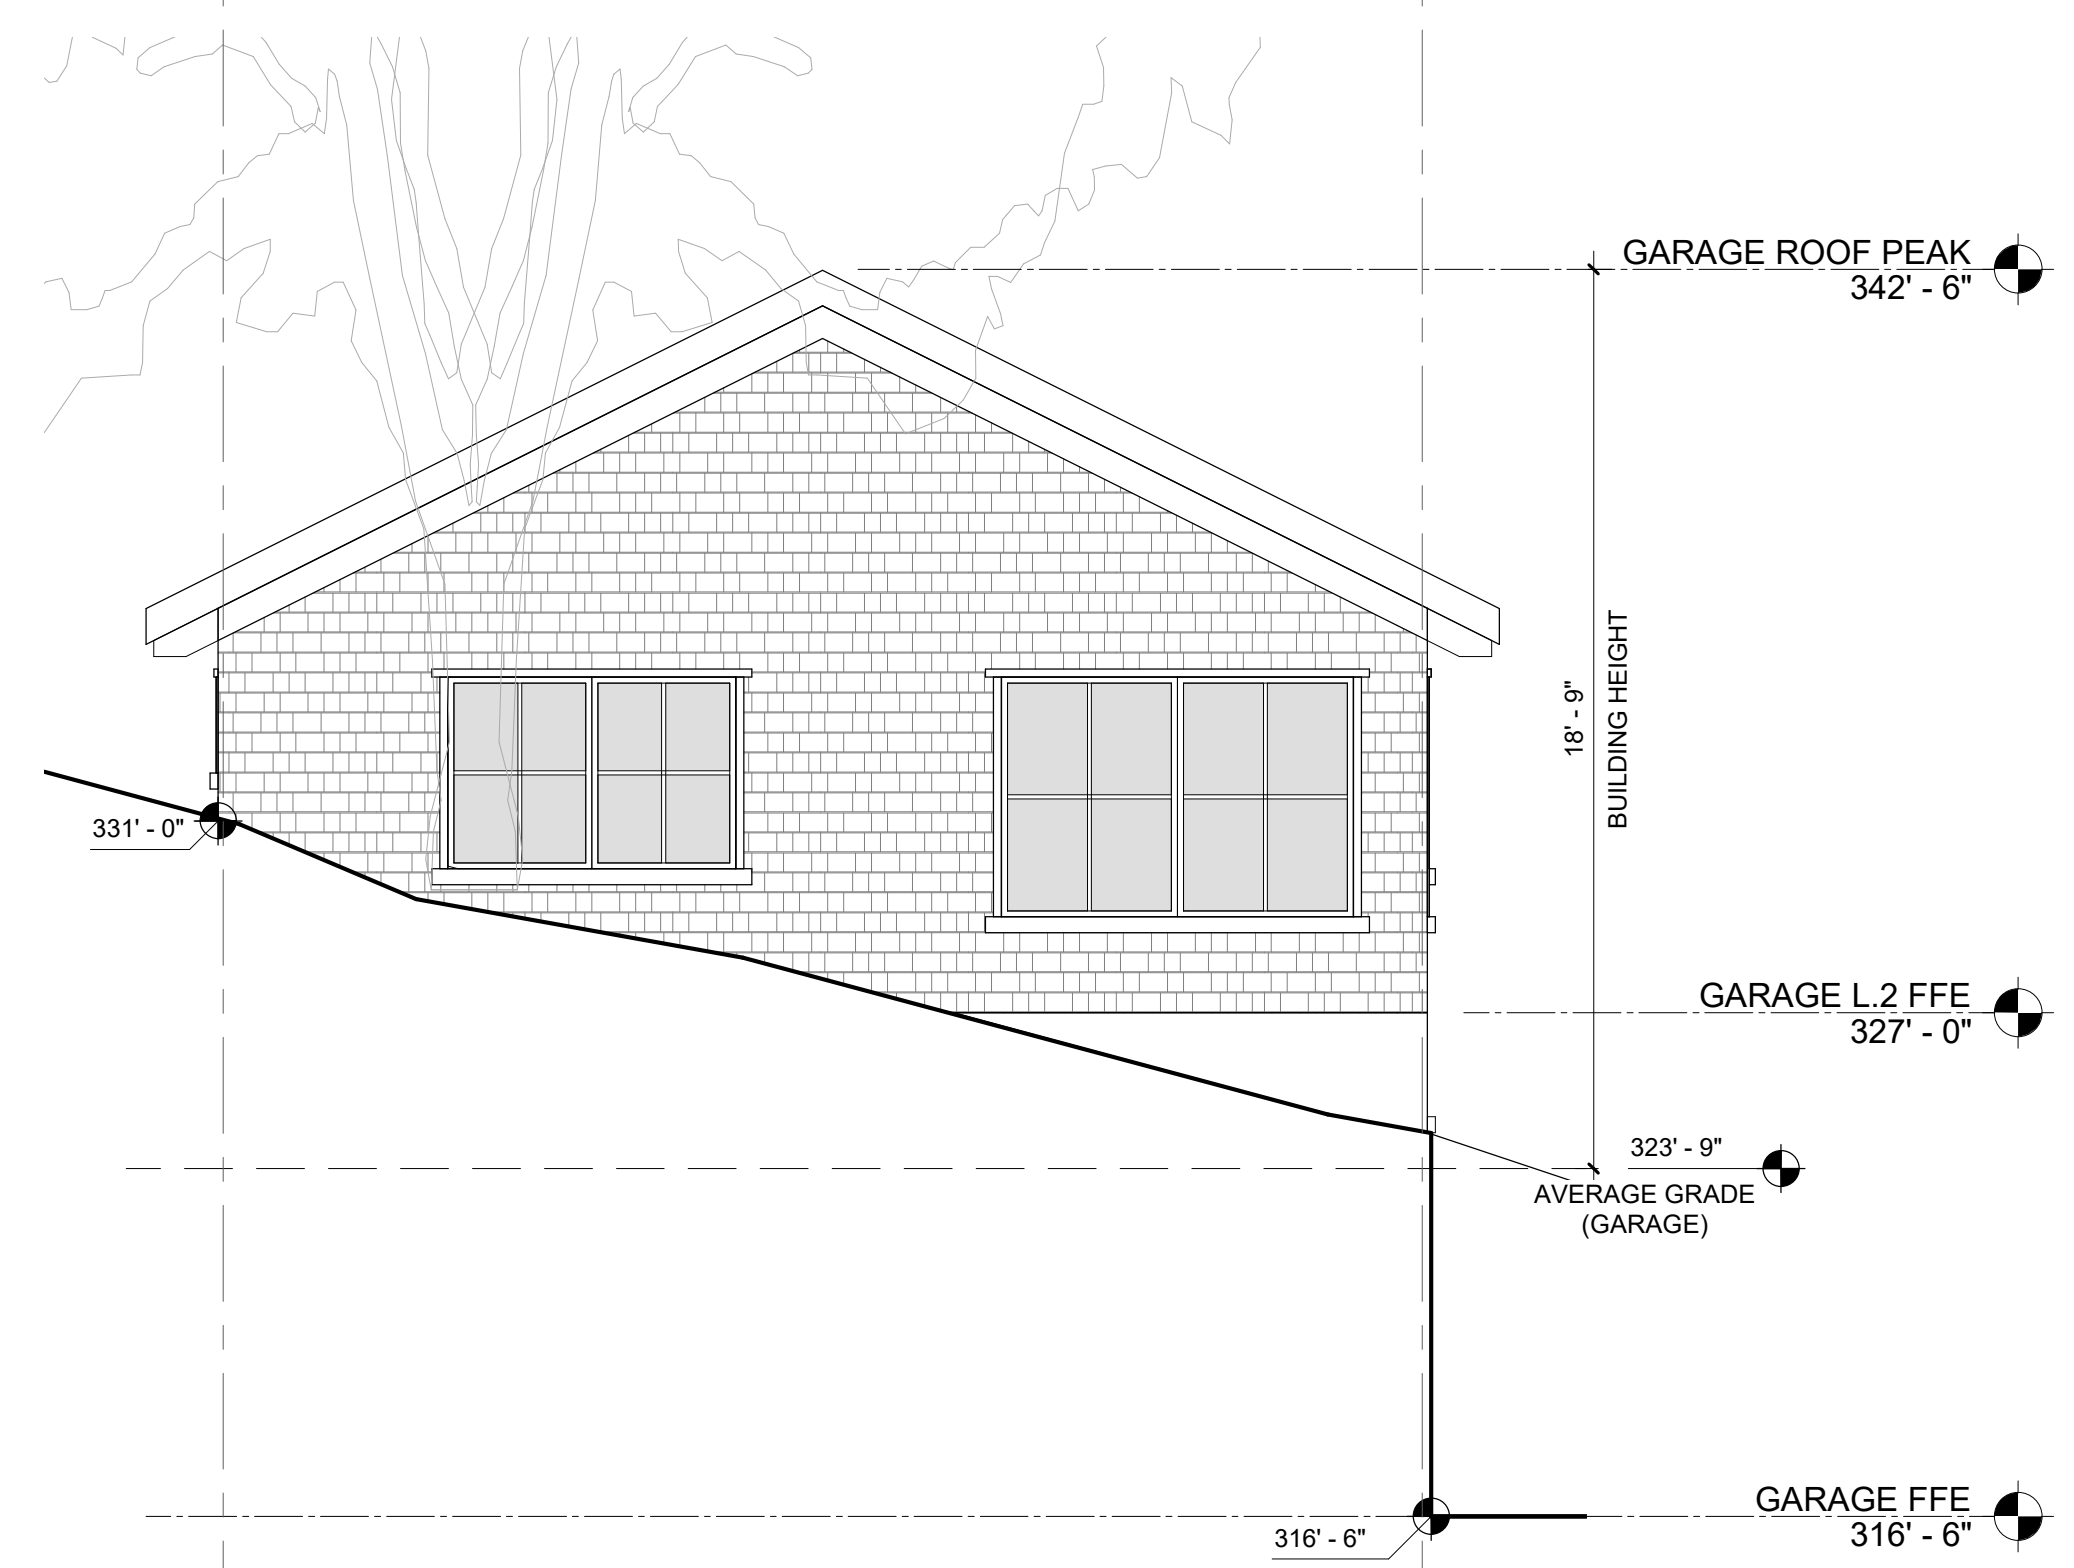 GARAGE ROOF PEAK
342' - 6"
18' - 9"
BUILDING HEIGHT
331' - 0"
GARAGE L.2 FFE
327' - 0"
323' - 9"
AVERAGE GRADE
(GARAGE)
GARAGE FFE
316' - 6"
316' - 6"